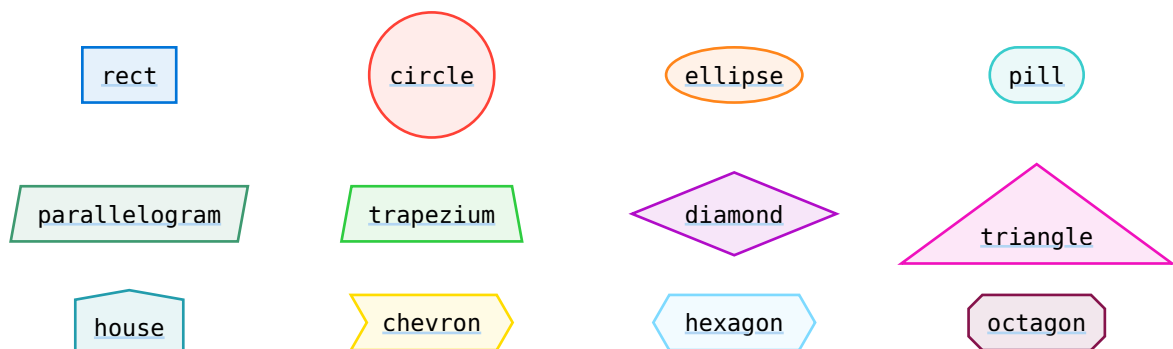 rect circle ellipse pill
parallelogram trapezium diamond triangle
house chevron hexagon octagon